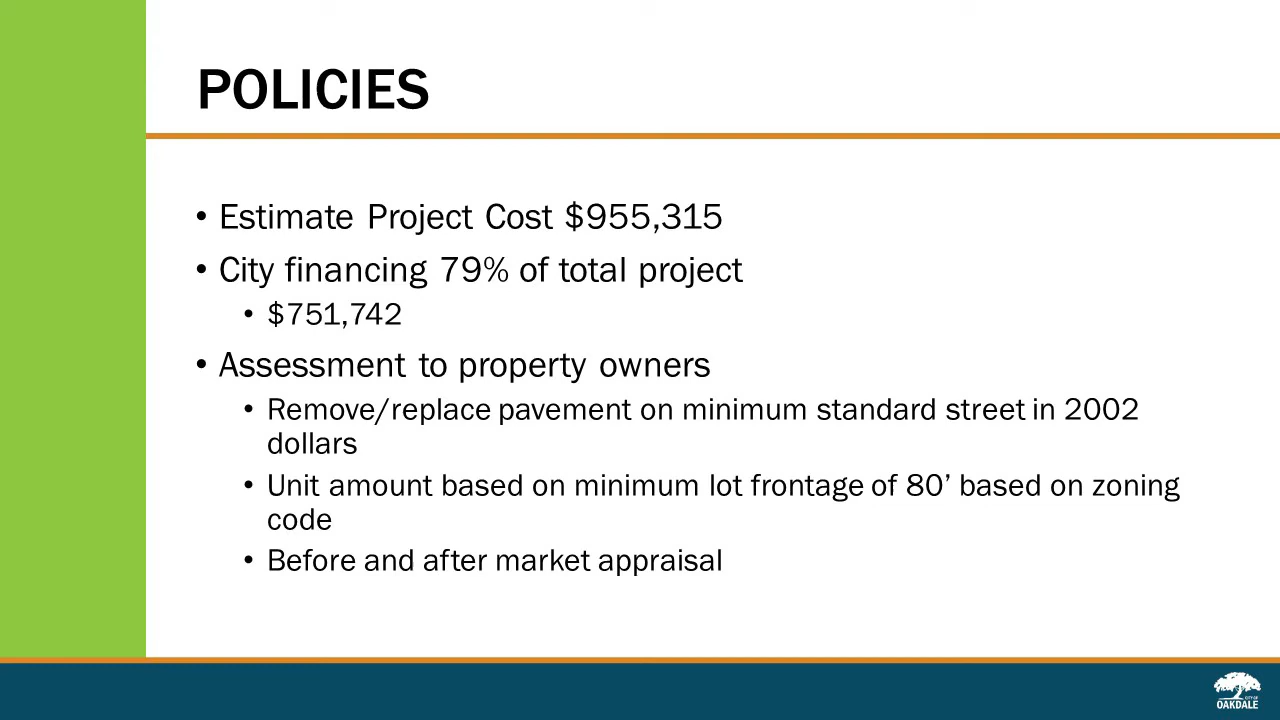 POLICIES
• Estimate Project Cost $955,315
• City financing 79% of total project
• $751,742
• Assessment to property owners
• Remove/replace pavement on minimum standard street in 2002
dollars
• Unit amount based on minimum lot frontage of 80’ based on zoning
code
• Before and after market appraisal
CITY OF
OAKDALE